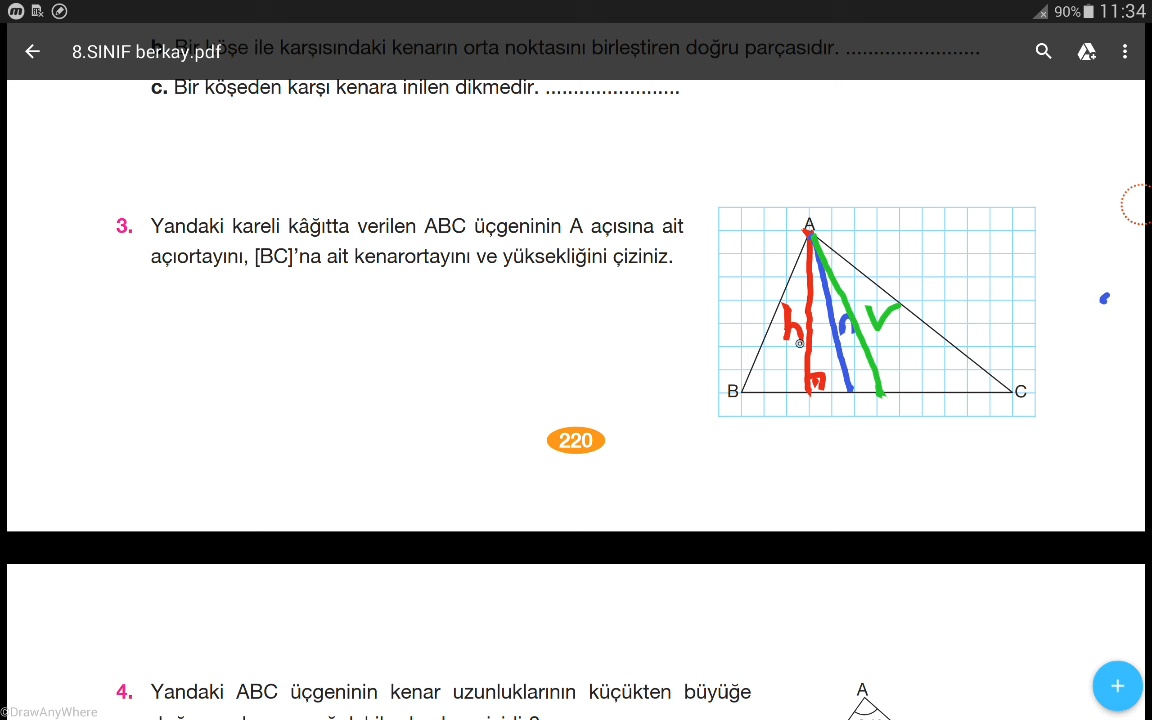 90% 11:34
8.SINIF berkay.pdf
b. Bir köşe ile karşısındaki kenarın orta noktasını birleştiren doğru parçasıdır. ........................
c. Bir köşeden karşı kenara inilen dikmedir. ........................
3. Yandaki kareli kâğıtta verilen ABC üçgeninin A açısına ait
açıortayını, [BC]'na ait kenarortayını ve yüksekliğini çiziniz.
A
h n V
B C
220
4. Yandaki ABC üçgeninin kenar uzunluklarının küçükten büyüğe
A
©DrawAnyWhere